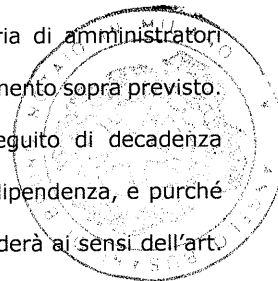 ria di amministratori
mento sopra previsto.
eguito di decadenza
dipendenza, e purché
derà ai sensi dell'art.